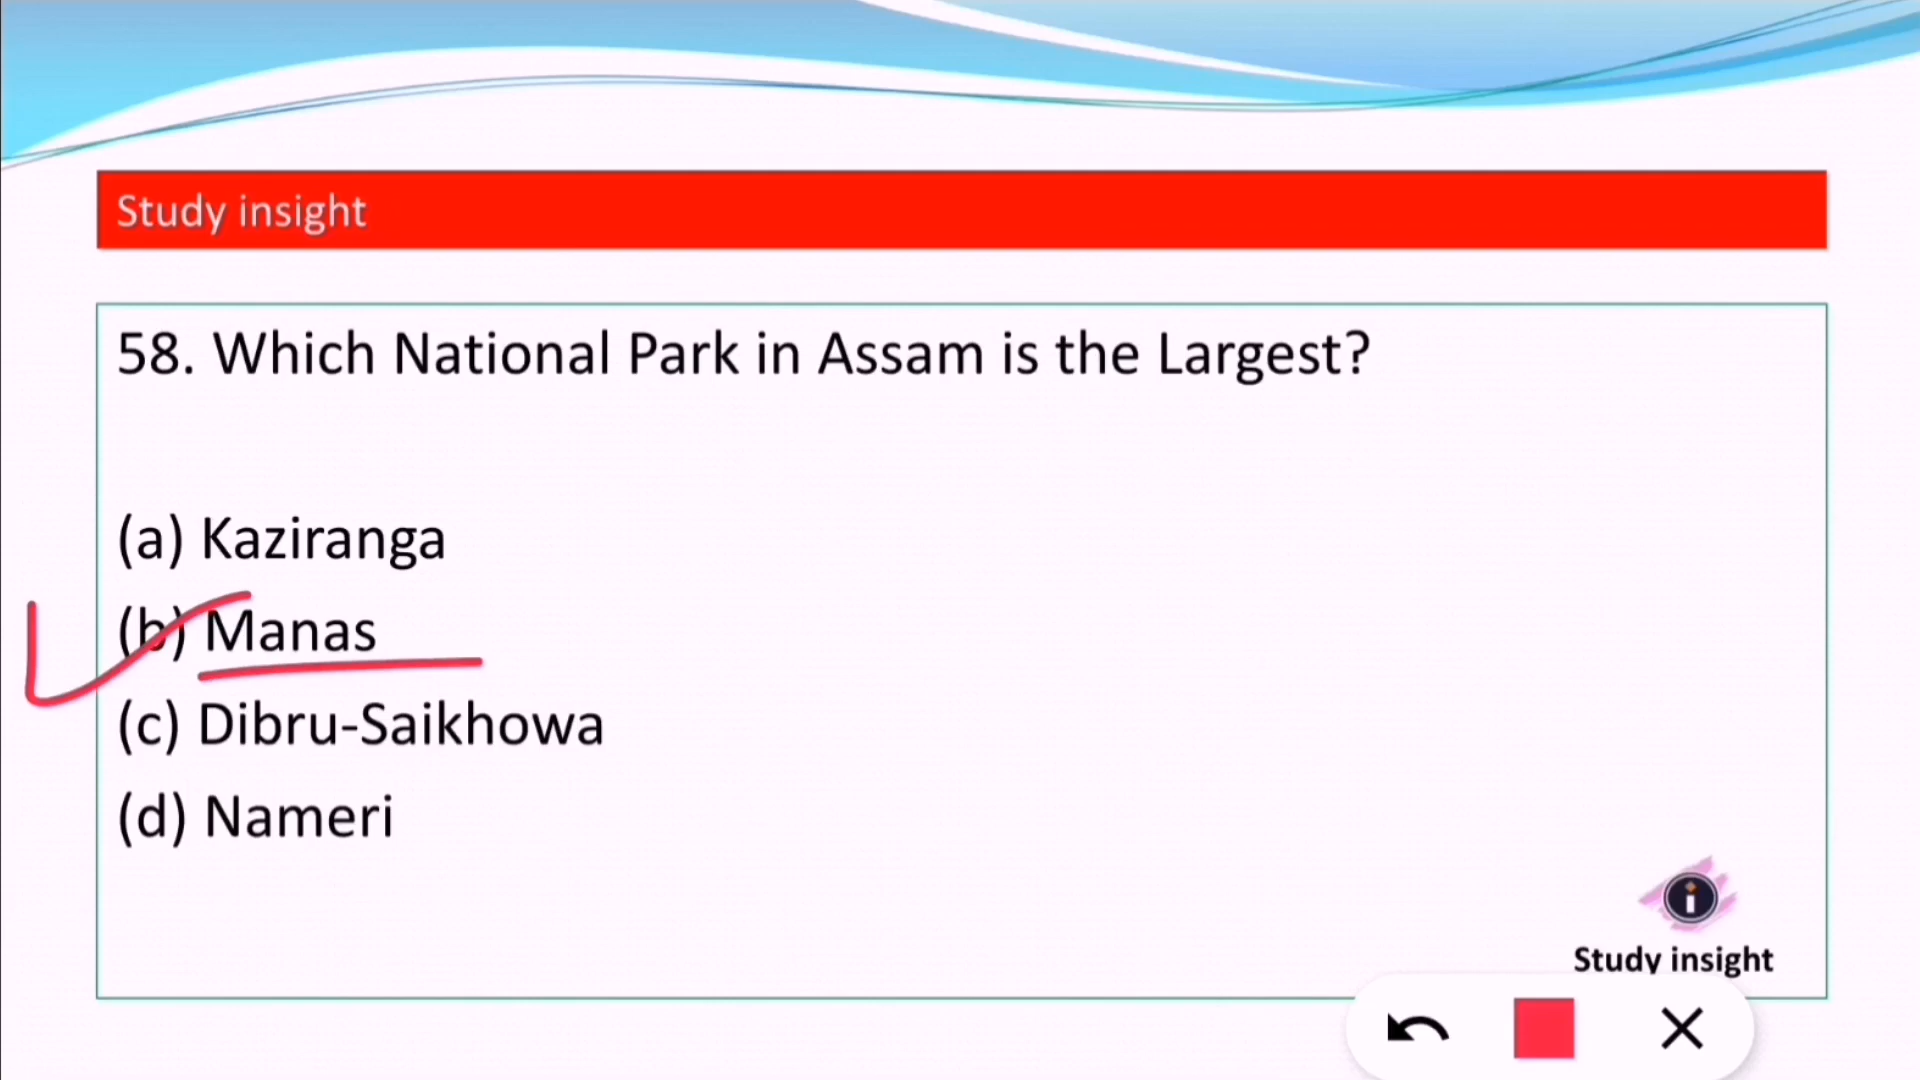 Study insight
58. Which National Park in Assam is the Largest?
(a) Kaziranga
(b) Manas
(c) Dibru-Saikhowa
(d) Nameri
Study insight